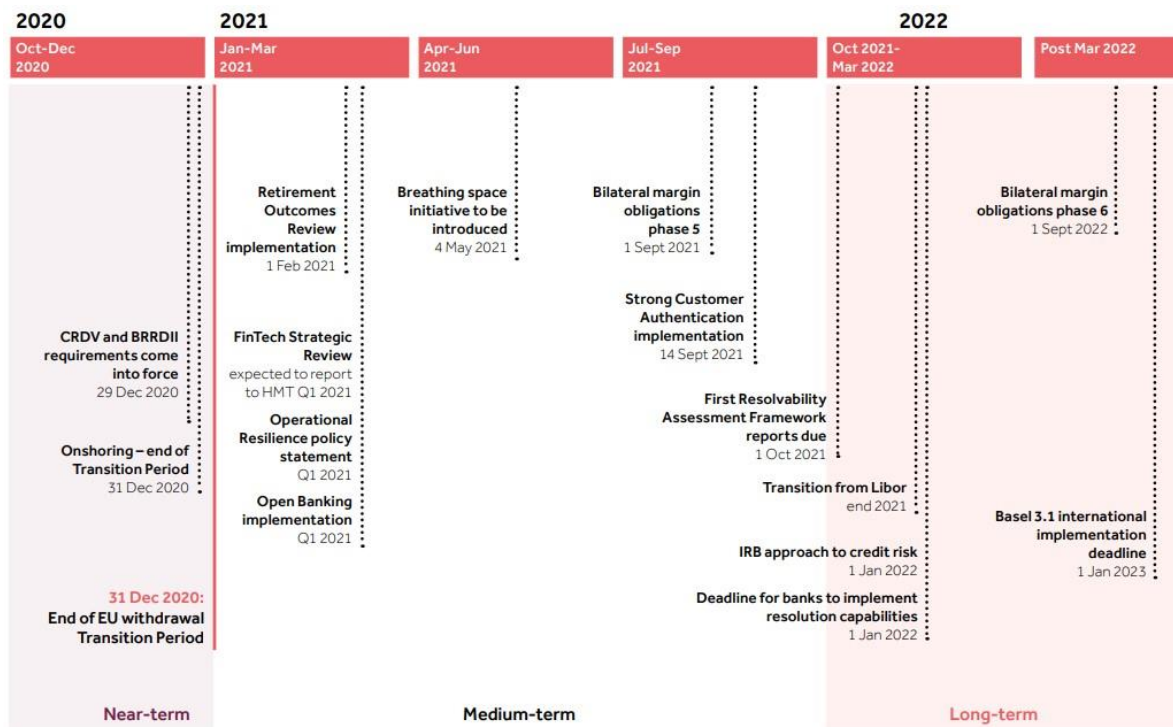 2020
2021
2022
Oct-Dec
2020
Jan-Mar
2021
Apr-Jun
2021
Jul-Sep
2021
Oct 2021-
Mar 2022
Post Mar 2022
CRDV and BRRDII
requirements come
into force
29 Dec 2020
Onshoring – end of
Transition Period
31 Dec 2020
31 Dec 2020:
End of EU withdrawal
Transition Period
Retirement
Outcomes
Review
implementation
1 Feb 2021
FinTech Strategic
Review
expected to report
to HMT Q1 2021
Operational
Resilience policy
statement
Q1 2021
Open Banking
implementation
Q1 2021
Breathing space
initiative to be
introduced
4 May 2021
Bilateral margin
obligations
phase 5
1 Sept 2021
Strong Customer
Authentication
implementation
14 Sept 2021
First Resolvability
Assessment Framework
reports due
1 Oct 2021
Transition from Libor
end 2021
IRB approach to credit risk
1 Jan 2022
Deadline for banks to implement
resolution capabilities
1 Jan 2022
Bilateral margin
obligations phase 6
1 Sept 2022
Basel 3.1 international
implementation
deadline
1 Jan 2023
Near-term
Medium-term
Long-term